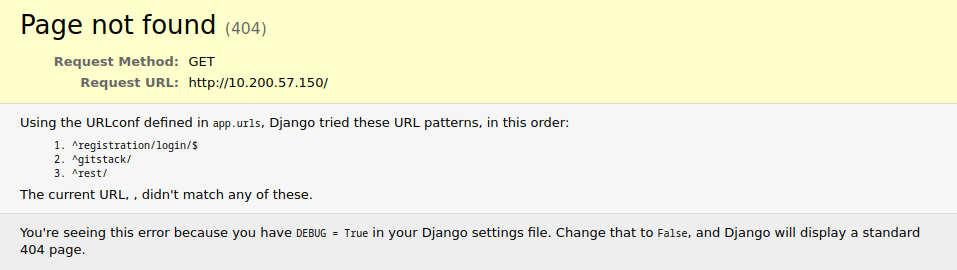 Page not found (404)
Request Method: GET
Request URL: http://10.200.57.150/
Using the URLconf defined in app.urls, Django tried these URL patterns, in this order:
1. ^registration/login/$
2. ^gitstack/
3. ^rest/
The current URL, , didn't match any of these.
You're seeing this error because you have DEBUG = True in your Django settings file. Change that to False, and Django will display a standard
404 page.